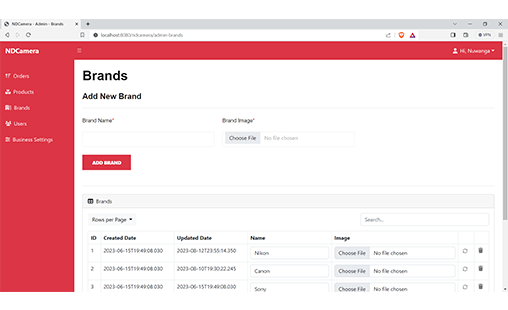 NDCamera - Admin - Brands
localhost:8080/ndcamera/admin-brands
VPN
NDCamera
Hi, Nuwanga
Orders
Products
Brands
Users
Business Settings
Brands
Add New Brand
Brand Name*
Brand Image*
Choose File No file chosen
ADD BRAND
Brands
Rows per Page
Search...
ID Created Date Updated Date Name Image
1 2023-06-15T19:49:08.030 2023-08-12T23:55:14.350 Nikon Choose File No file chosen
2 2023-06-15T19:49:08.030 2023-08-10T19:30:22.245 Canon Choose File No file chosen
3 2023-06-15T19:49:08.030 2023-06-15T19:49:08.030 Sony Choose File No file chosen